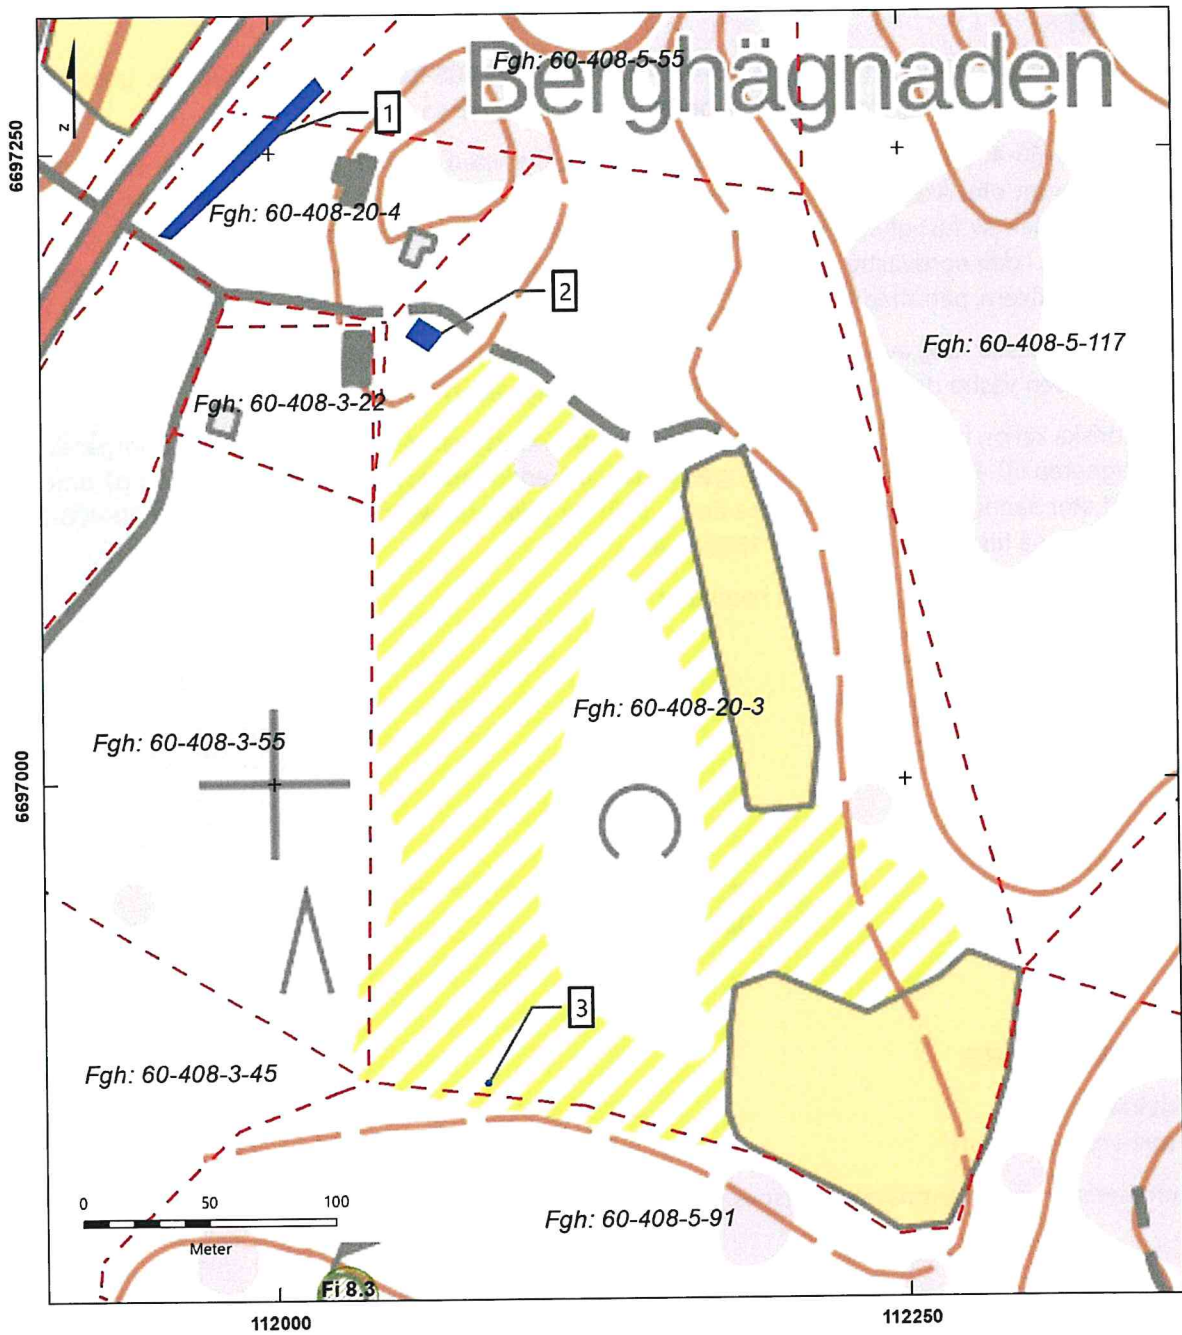 Berghägnaden
Fgh: 60-408-5-55
1
z
6697250
Fgh: 60-408-20-4
2
Fgh: 60-408-5-117
Fgh: 60-408-3-22
Fgh: 60-408-20-3
Fgh: 60-408-3-55
6697000
3
Fgh: 60-408-3-45
0 50 100
Meter
Fgh: 60-408-5-91
Fi 8.3
112000
112250